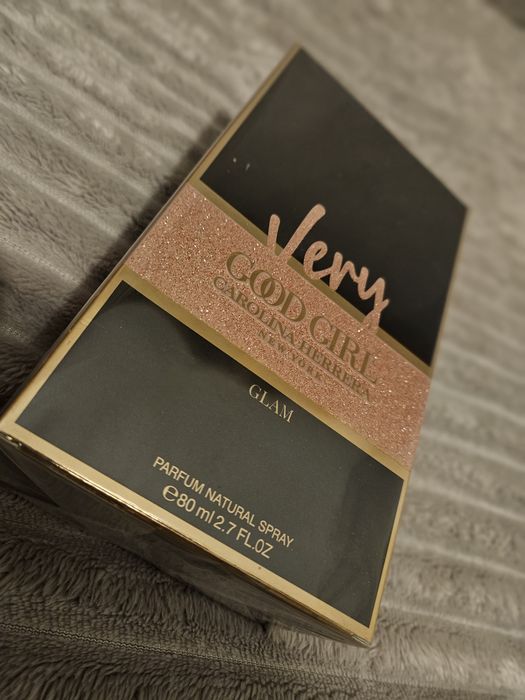 Very
GOOD GIRL
CAROLINA HERRERA
NEW YORK
GLAM
PARFUM NATURAL SPRAY
℮80 ml 2.7 FL.OZ